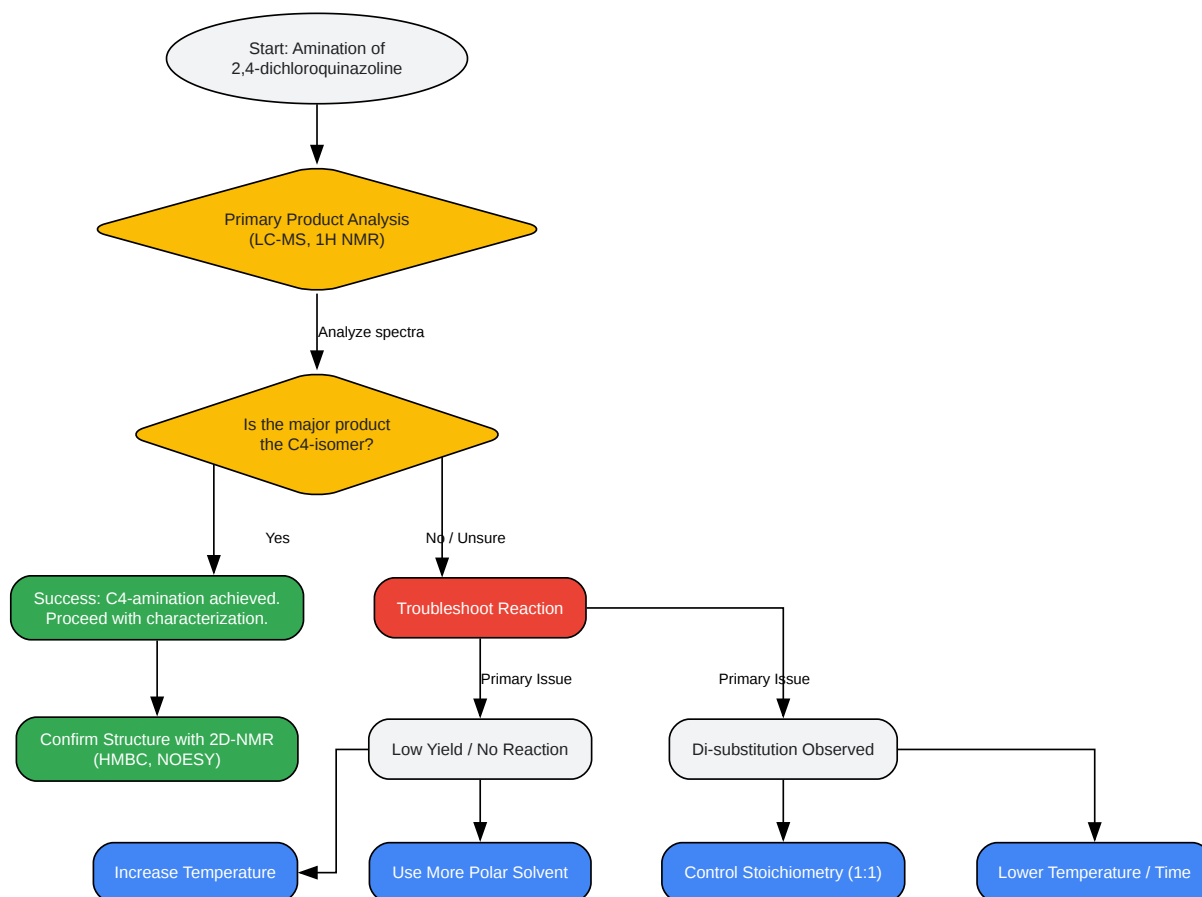 Start: Amination of
2,4-dichloroquinazoline
Primary Product Analysis
(LC-MS, 1H NMR)
Analyze spectra
Is the major product
the C4-isomer?
Yes
No / Unsure
Success: C4-amination achieved.
Proceed with characterization.
Troubleshoot Reaction
Primary Issue
Primary Issue
Confirm Structure with 2D-NMR
(HMBC, NOESY)
Low Yield / No Reaction
Di-substitution Observed
Increase Temperature
Use More Polar Solvent
Control Stoichiometry (1:1)
Lower Temperature / Time